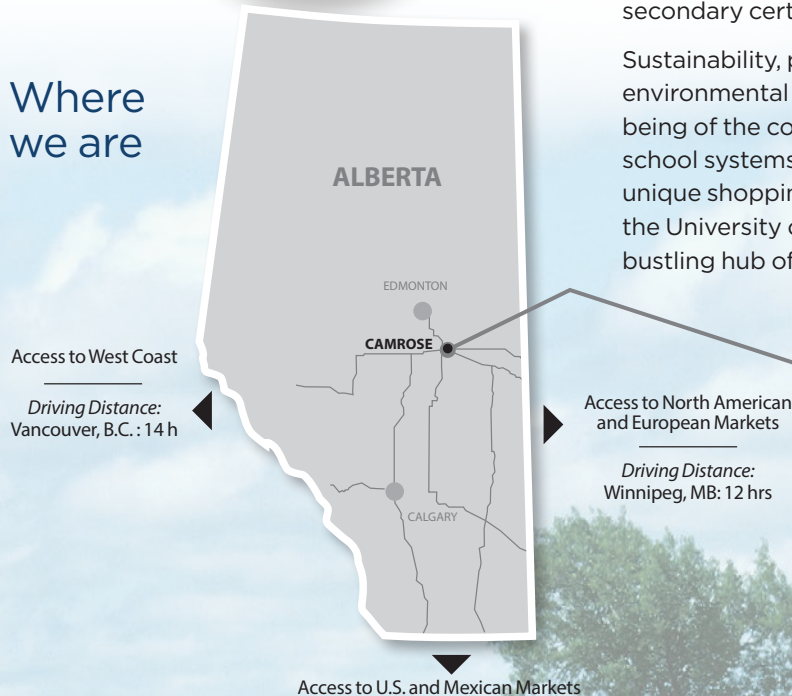 secondary cert
Sustainability, p
environmental
being of the co
school systems
unique shoppin
the University o
bustling hub of
Where
we are
ALBERTA
EDMONTON
CAMROSE
CALGARY
Access to West Coast
Driving Distance:
Vancouver, B.C. : 14 h
Access to North American
and European Markets
Driving Distance:
Winnipeg, MB: 12 hrs
Access to U.S. and Mexican Markets